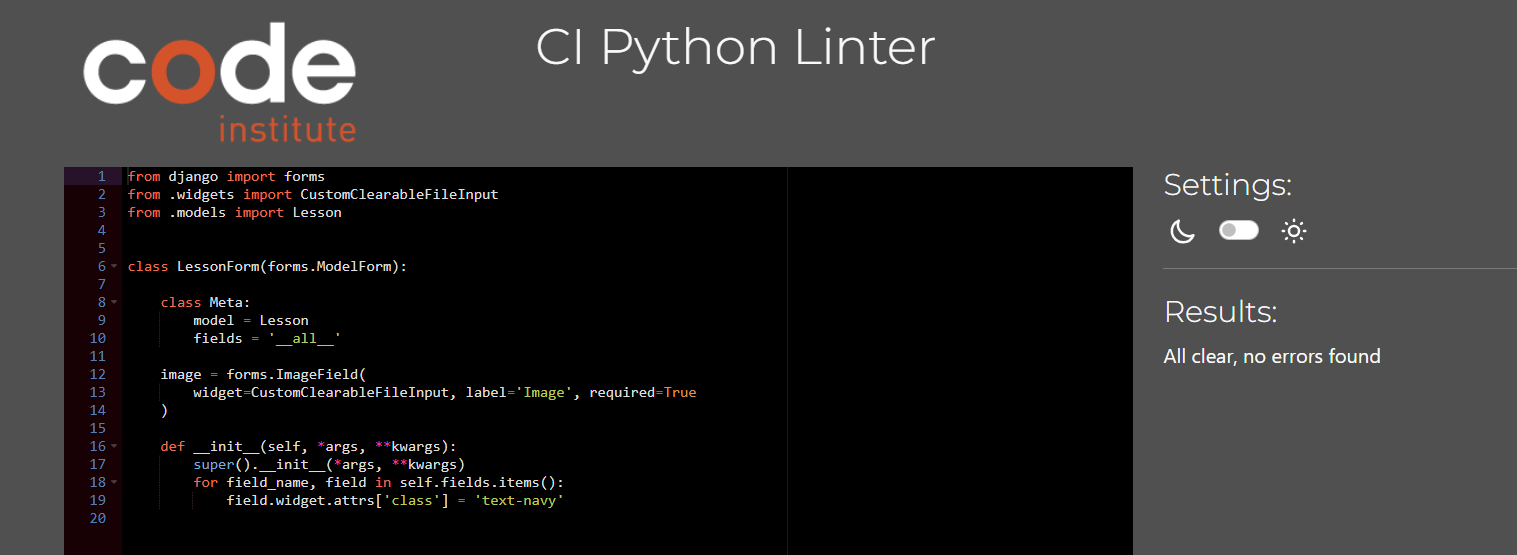 code
institute
CI Python Linter
1 from django import forms
2 from .widgets import CustomClearableFileInput
3 from .models import Lesson
4
5
6 class LessonForm(forms.ModelForm):
7
8     class Meta:
9         model = Lesson
10         fields = '__all__'
11
12     image = forms.ImageField(
13         widget=CustomClearableFileInput, label='Image', required=True
14     )
15
16     def __init__(self, *args, **kwargs):
17         super().__init__(*args, **kwargs)
18         for field_name, field in self.fields.items():
19             field.widget.attrs['class'] = 'text-navy'
20
Settings:
Results:
All clear, no errors found